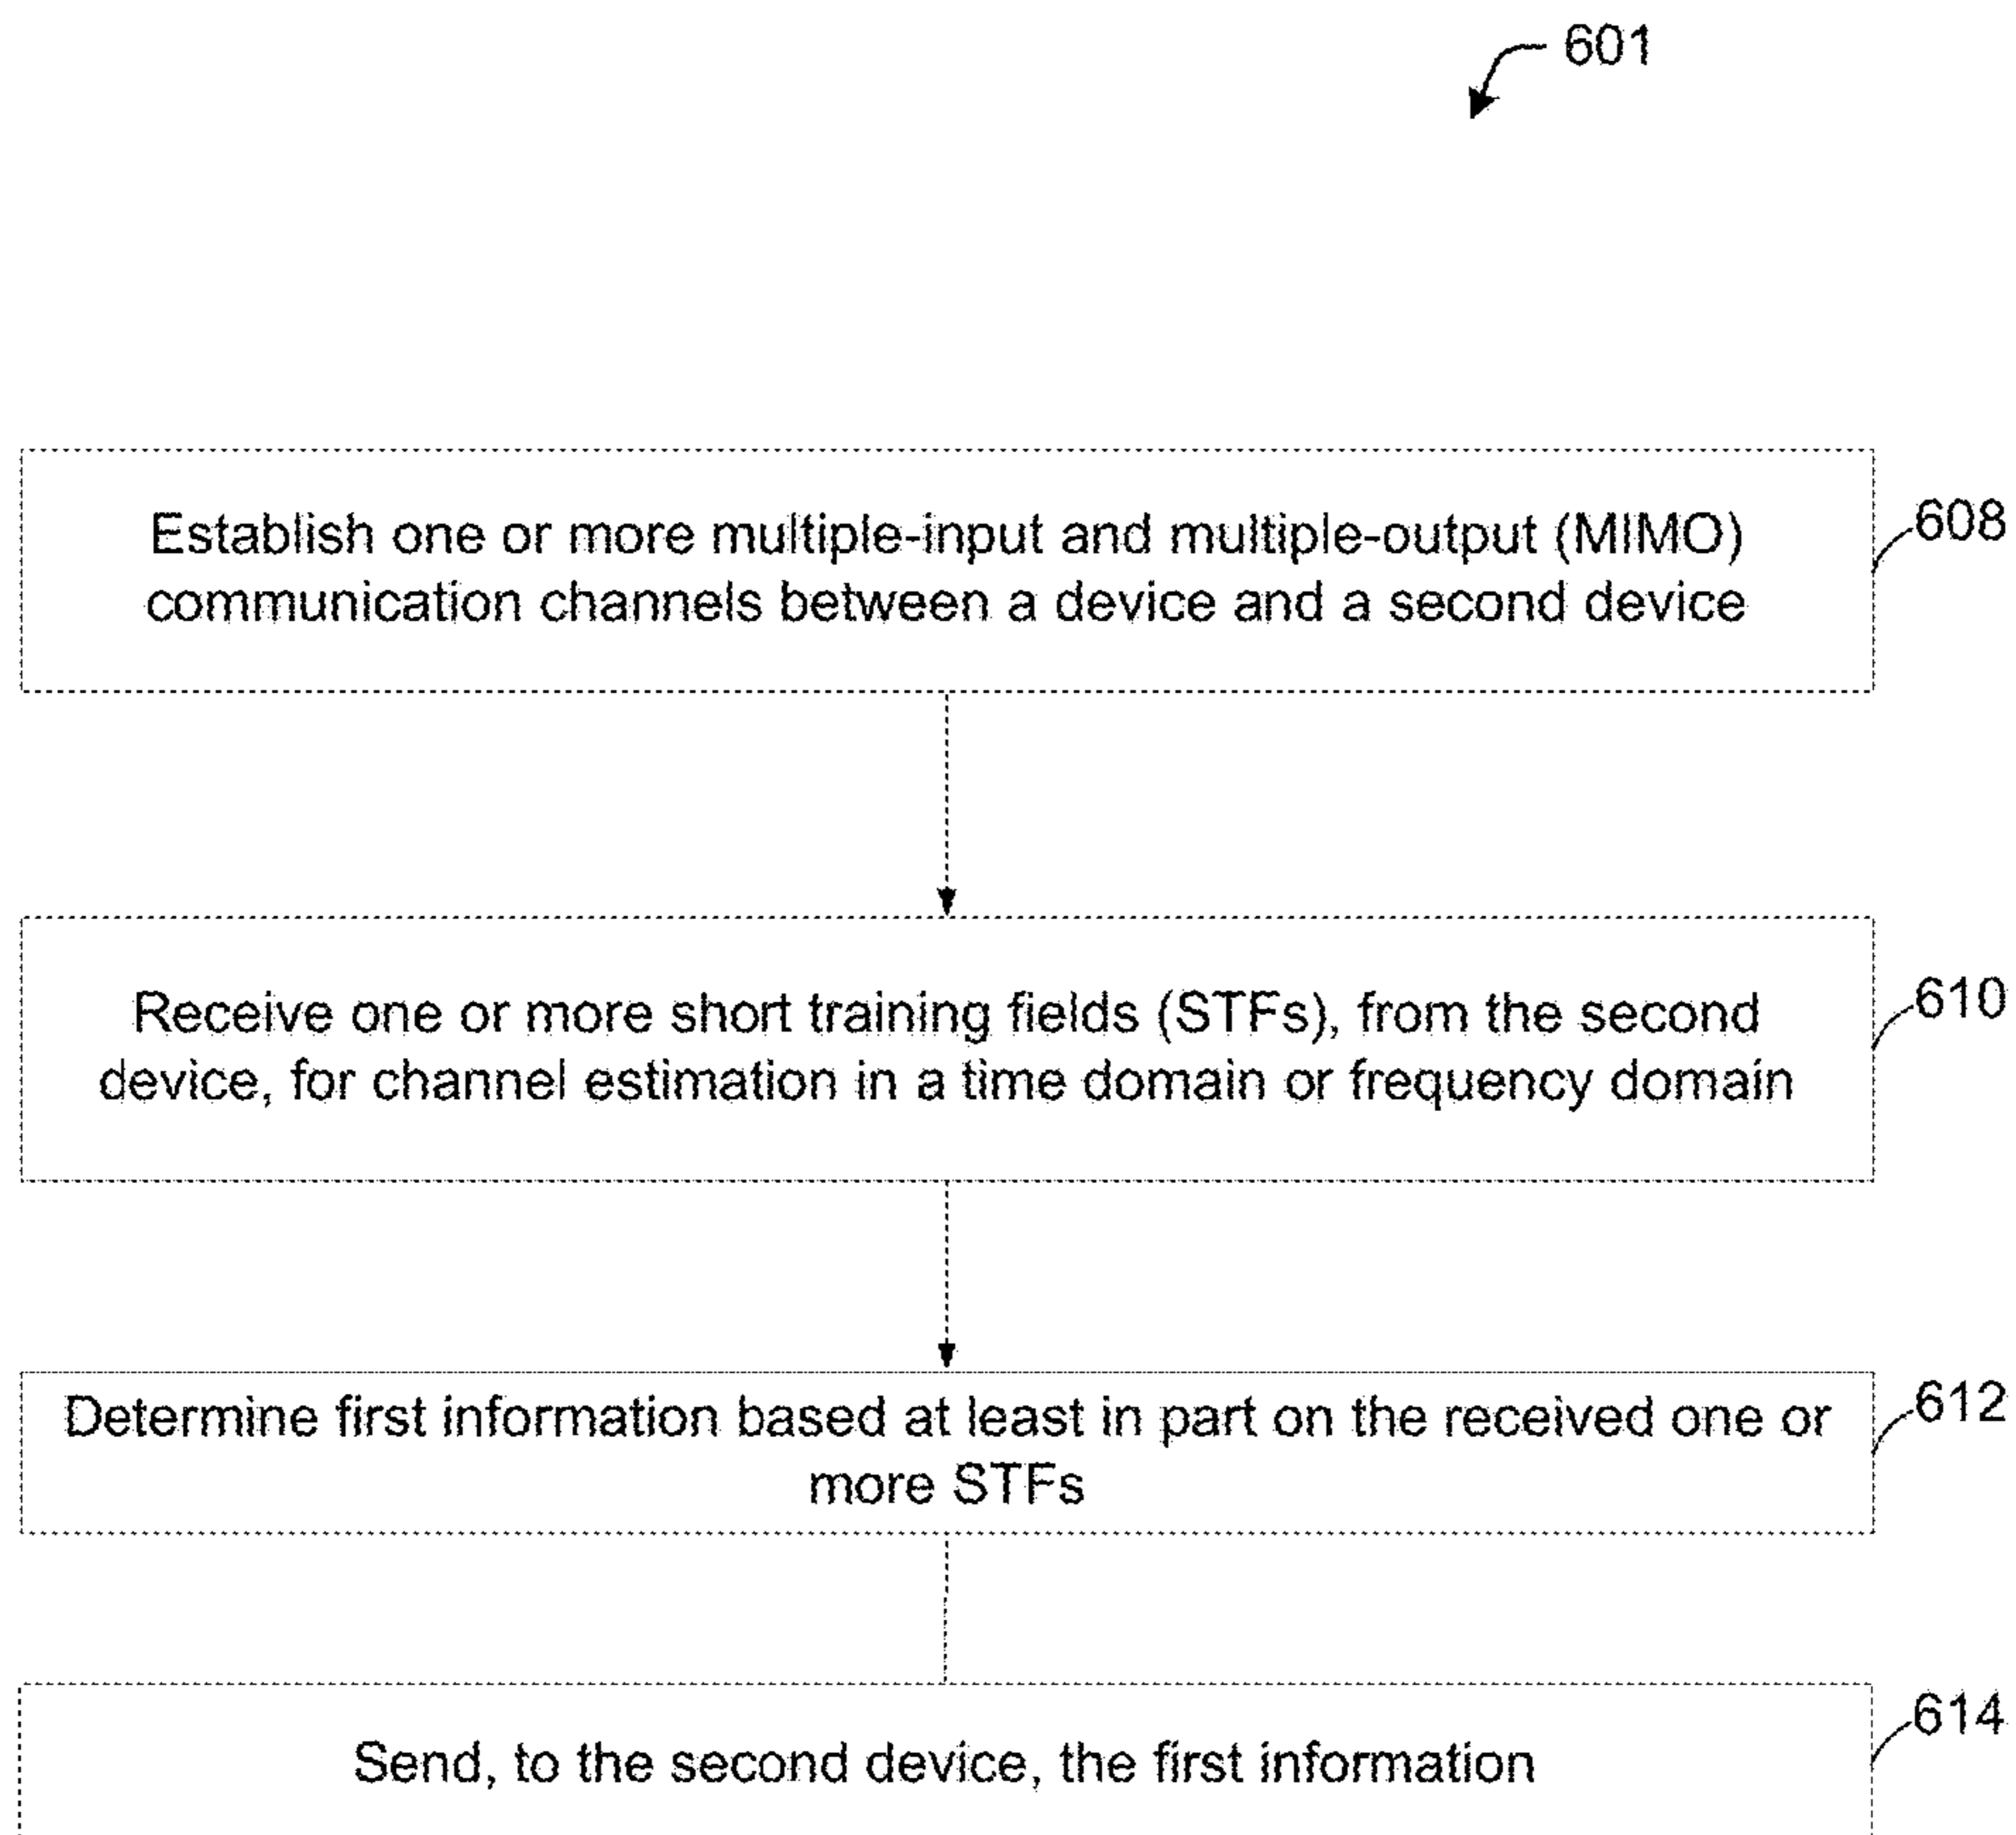 601
Establish one or more multiple-input and multiple-output (MIMO)
communication channels between a device and a second device
608
Receive one or more short training fields (STFs), from the second
device, for channel estimation in a time domain or frequency domain
610
Determine first information based at least in part on the received one or
more STFs
612
Send, to the second device, the first information
614